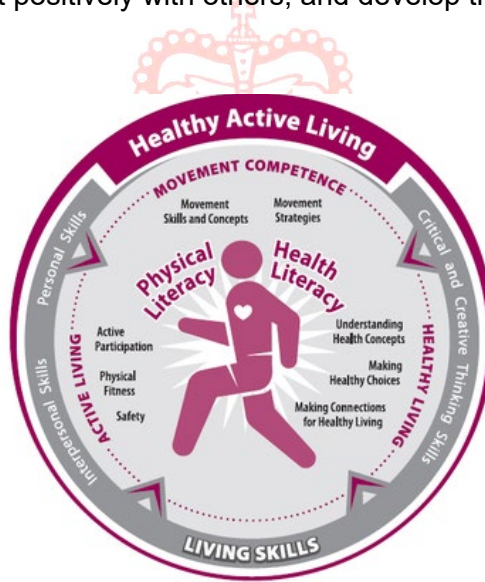 t positively with others, and develop th
Healthy Active Living
MOVEMENT COMPETENCE
Movement
Skills and Concepts
Movement
Strategies
Physical
Literacy
Health
Literacy
Personal Skills
Interpersonal Skills
Critical and Creative Thinking Skills
ACTIVE LIVING
Active
Participation
Physical
Fitness
Safety
HEALTHY LIVING
Understanding
Health Concepts
Making
Healthy Choices
Making Connections
for Healthy Living
LIVING SKILLS